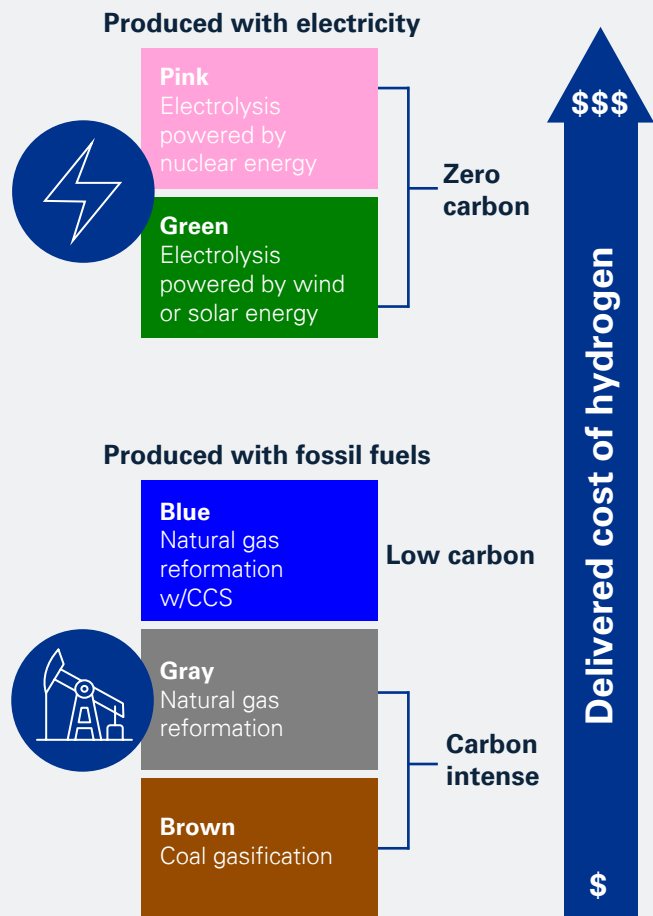 Produced with electricity
Pink
Electrolysis
powered by
nuclear energy
Green
Electrolysis
powered by wind
or solar energy
Zero
carbon
Produced with fossil fuels
Blue
Natural gas
reformation
w/CCS
Low carbon
Gray
Natural gas
reformation
Brown
Coal gasification
Carbon
intense
$$$
Delivered cost of hydrogen
$